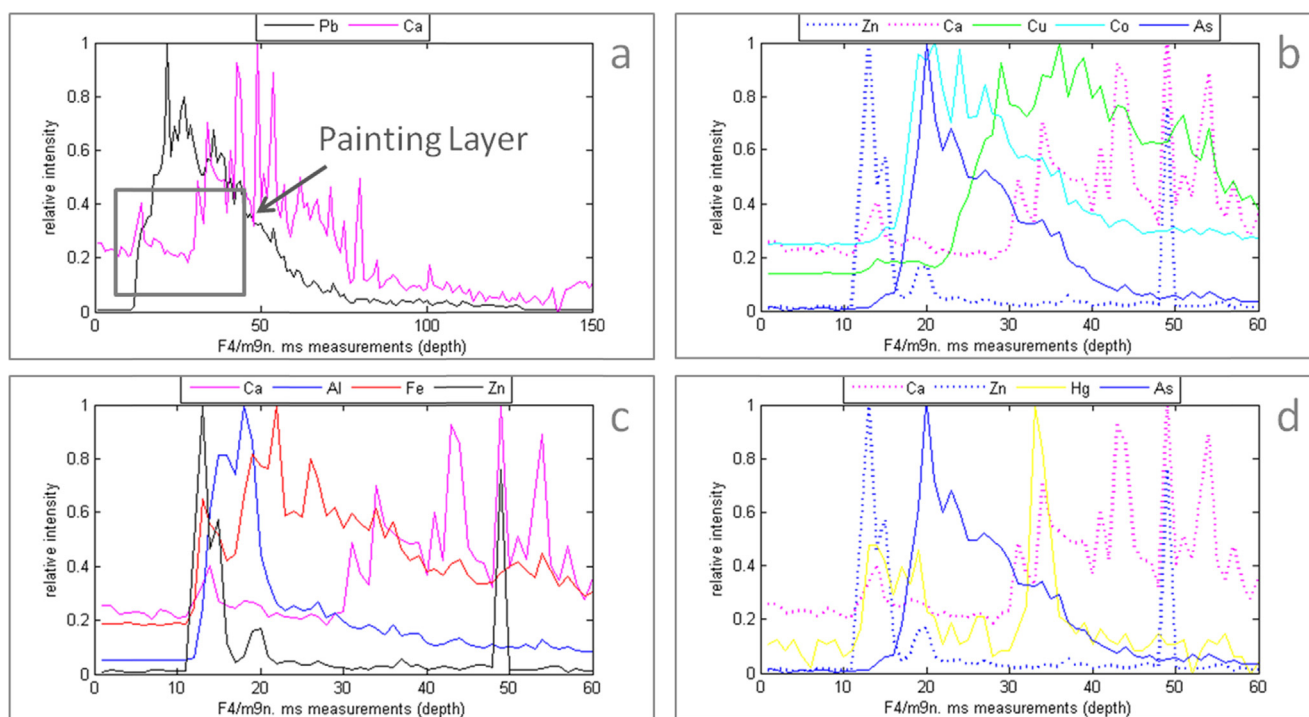 Pb Ca
a
Painting Layer
relative intensity
1
0.8
0.6
0.4
0.2
0
0 50 100 150
F4/m9n. ms measurements (depth)
Zn Ca Cu Co As
b
relative intensity
1
0.8
0.6
0.4
0.2
0
0 10 20 30 40 50 60
F4/m9n. ms measurements (depth)
Ca Al Fe Zn
c
relative intensity
1
0.8
0.6
0.4
0.2
0
0 10 20 30 40 50 60
F4/m9n. ms measurements (depth)
Ca Zn Hg As
d
relative intensity
1
0.8
0.6
0.4
0.2
0
0 10 20 30 40 50 60
F4/m9n. ms measurements (depth)